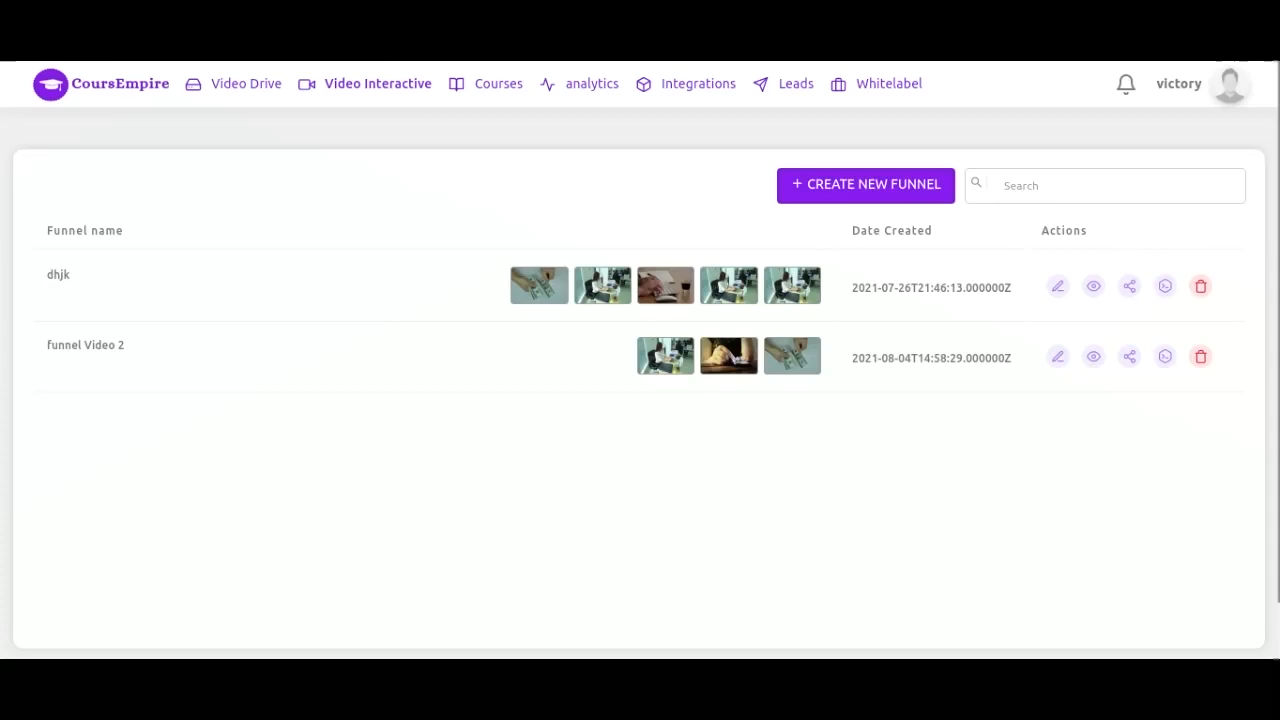 CoursEmpire Video Drive Video Interactive Courses analytics Integrations Leads Whitelabel victory
+ CREATE NEW FUNNEL Search
Funnel name Date Created Actions
dhjk 2021-07-26T21:46:13.000000Z
funnel Video 2 2021-08-04T14:58:29.000000Z